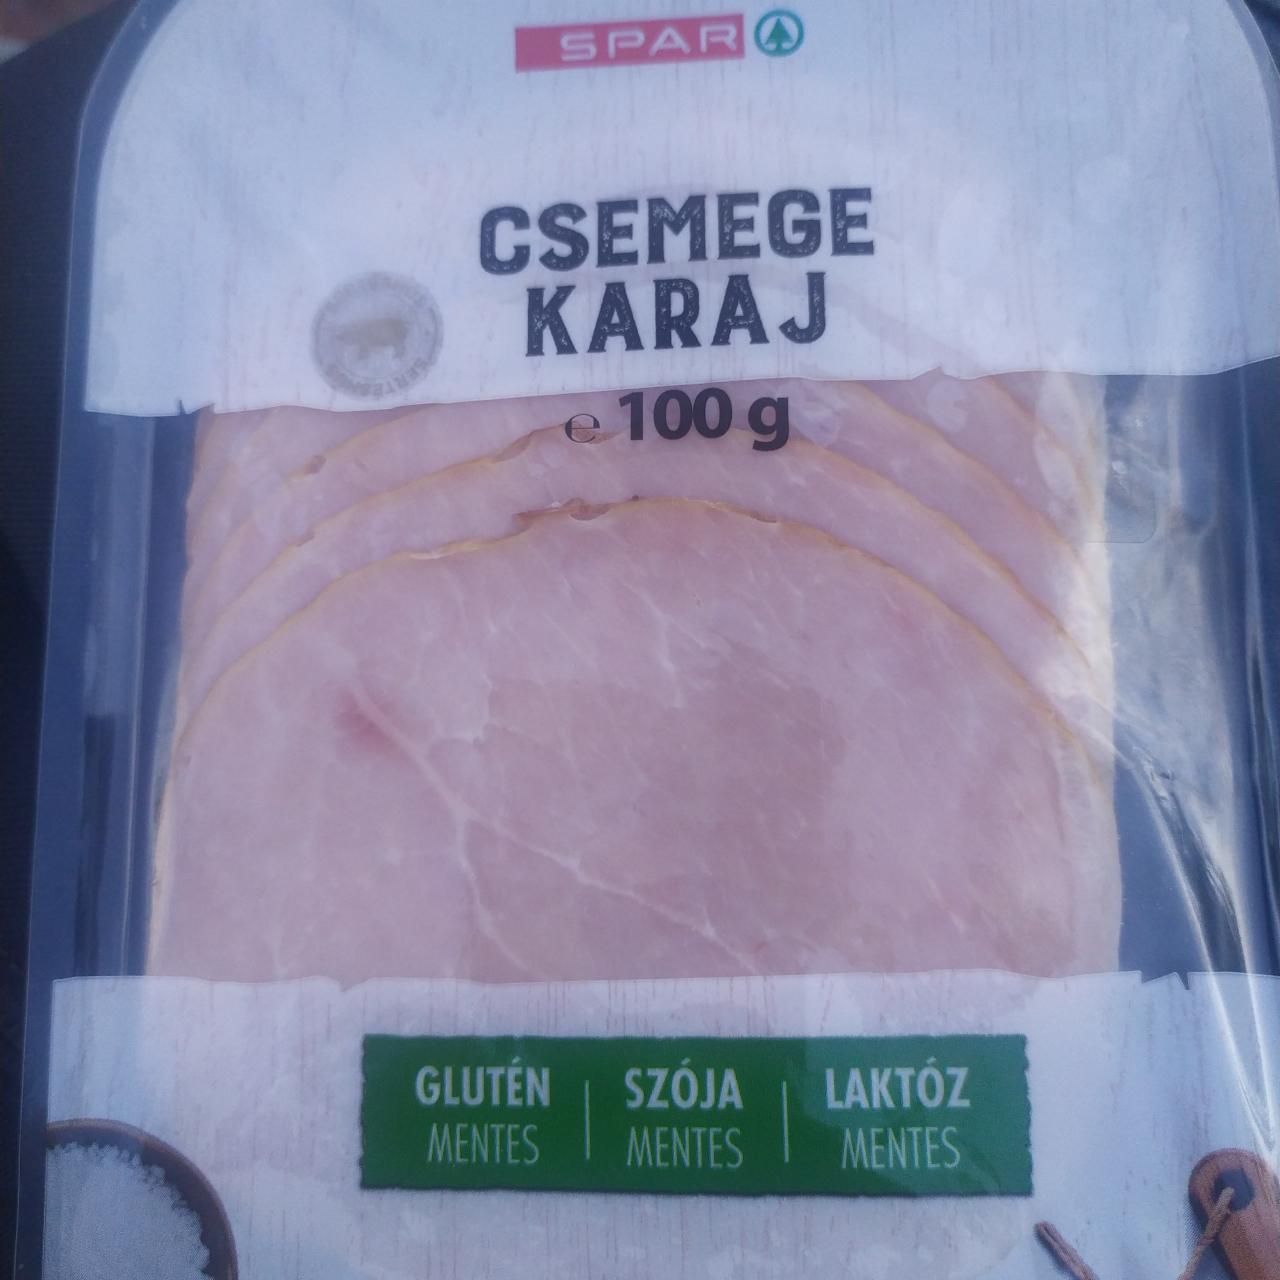 SPAR
CSEMEGE
KARAJ
℮ 100 g
GLUTÉN
MENTES
SZÓJA
MENTES
LAKTÓZ
MENTES